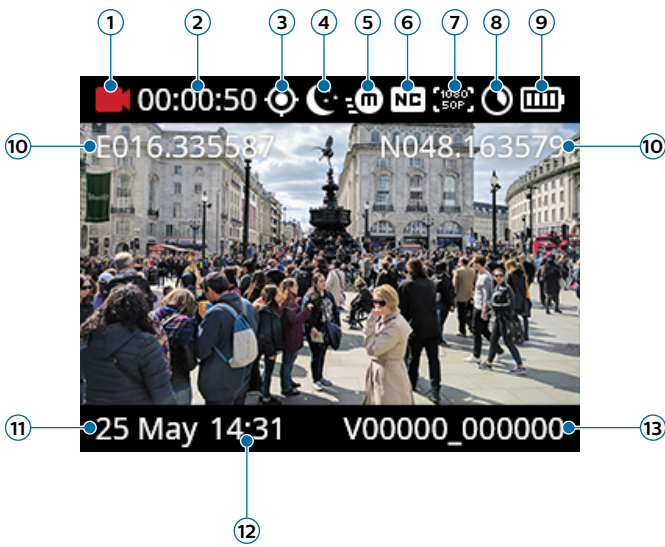 1 2 3 4 5 6 7 8 9
00:00:50 m NC 1080 50P
10 E016.335587 N048.163579 10
11 25 May 14:31 V00000_000000 13
12